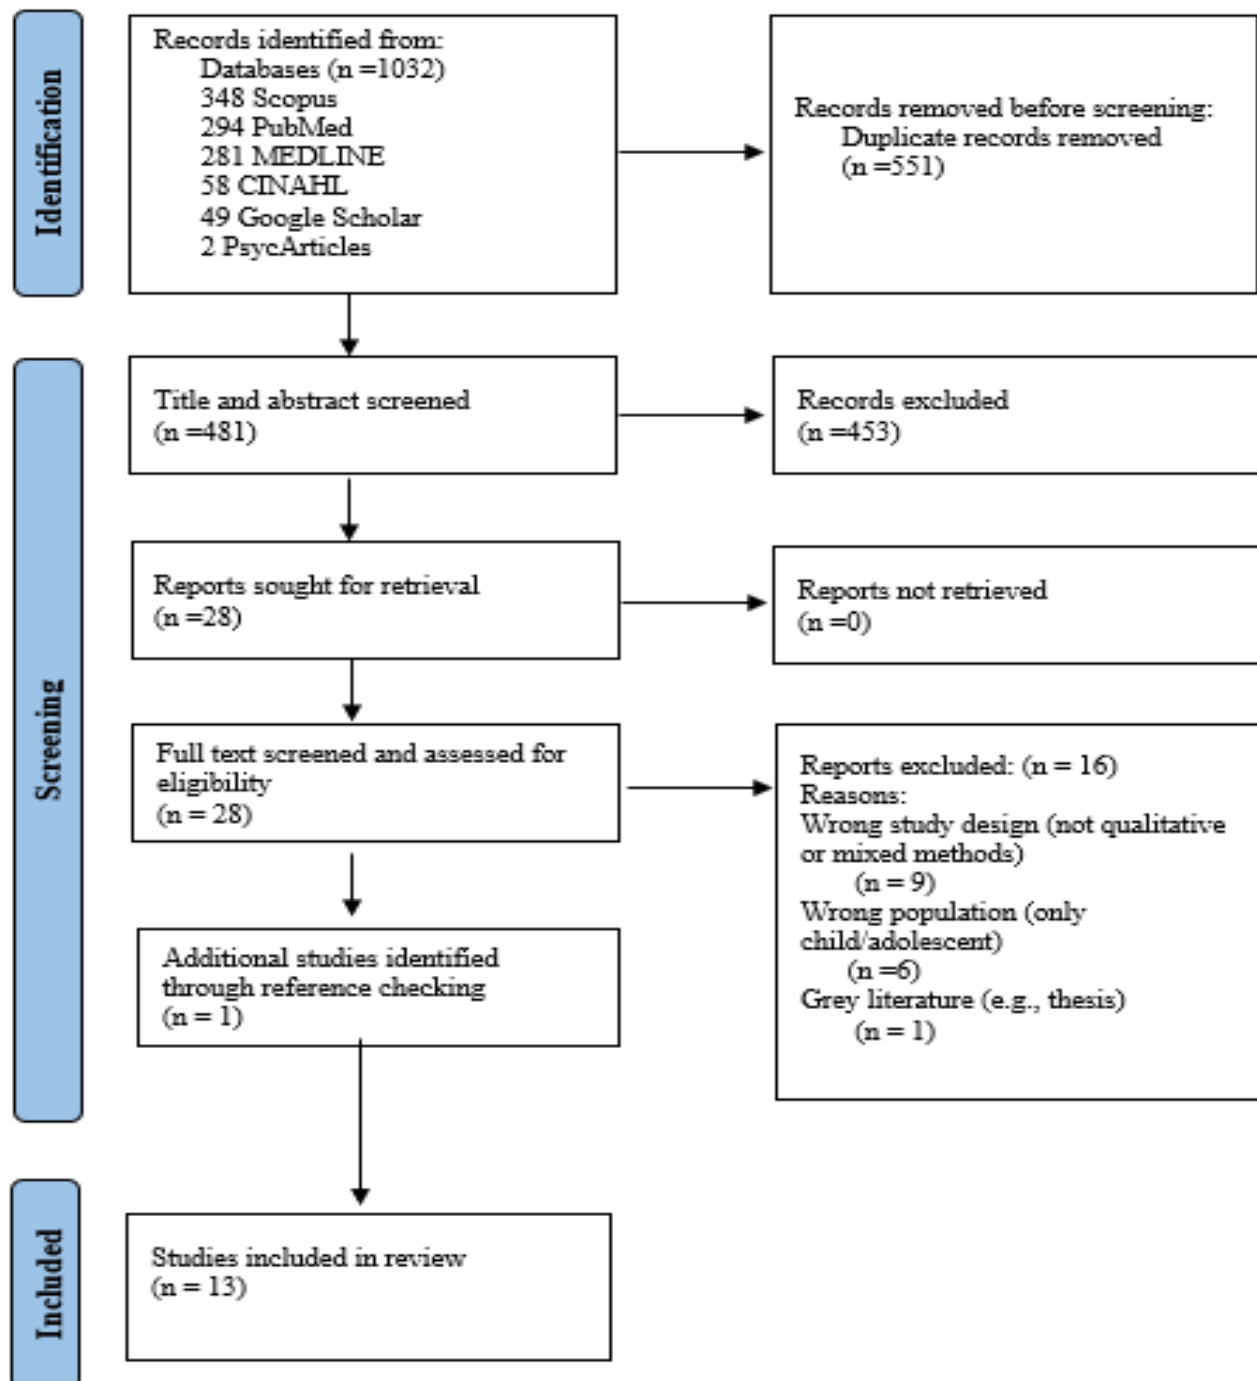 Identification
Records identified from:
Databases (n =1032)
348 Scopus
294 PubMed
281 MEDLINE
58 CINAHL
49 Google Scholar
2 PsycArticles
Records removed before screening:
Duplicate records removed
(n =551)
Screening
Title and abstract screened
(n =481)
Records excluded
(n =453)
Reports sought for retrieval
(n =28)
Reports not retrieved
(n =0)
Full text screened and assessed for
eligibility
(n = 28)
Reports excluded: (n = 16)
Reasons:
Wrong study design (not qualitative
or mixed methods)
(n = 9)
Wrong population (only
child/adolescent)
(n =6)
Grey literature (e.g., thesis)
(n = 1)
Additional studies identified
through reference checking
(n = 1)
Included
Studies included in review
(n = 13)